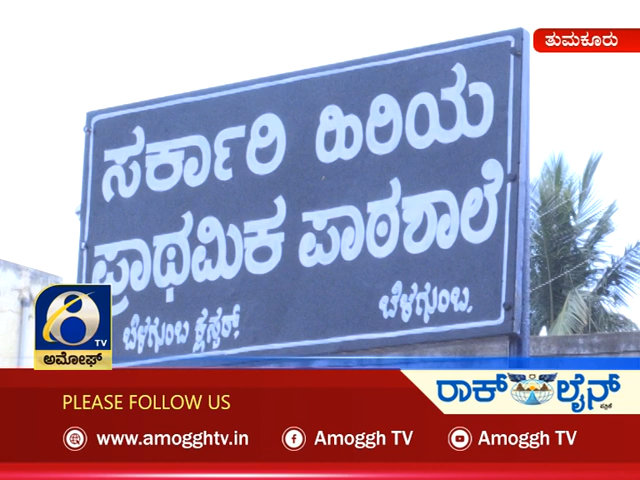 ತುಮಕೂರು
ಸರ್ಕಾರಿ ಹಿರಿಯ
ಪ್ರಾಥಮಿಕ ಪಾಠಶಾಲೆ
ಬೆಳಗುಂಬ ಕ್ಲಸ್ಟರ್. ಬೆಳಗುಂಬ.
TV
ಅಮೋಘ್
ರಾಕ್ ಲೈನ್
PLEASE FOLLOW US
www.amogghtv.in Amoggh TV Amoggh TV